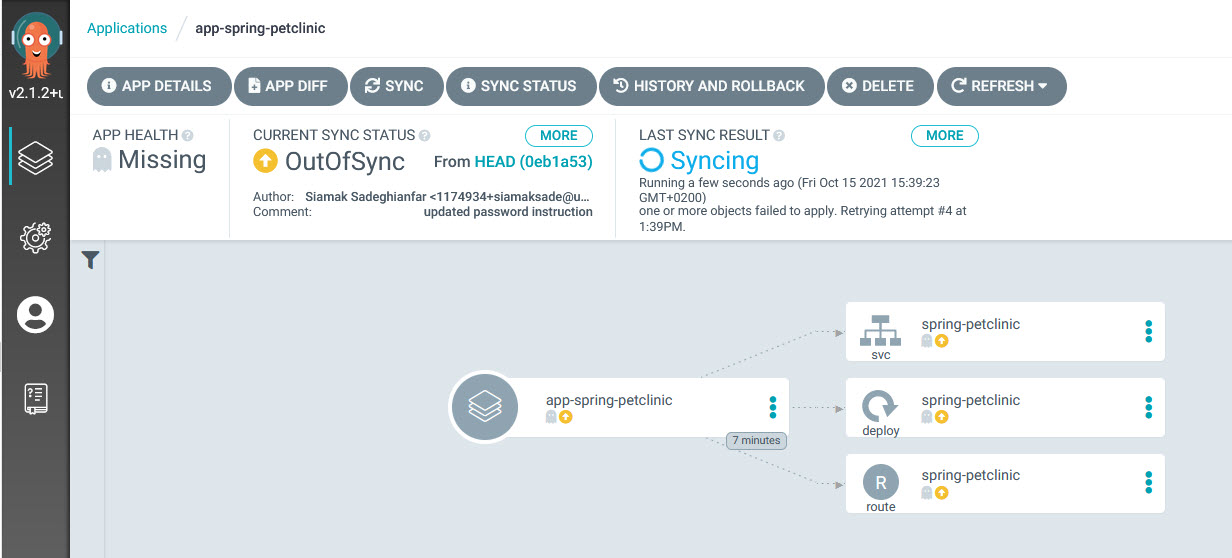 Applications / app-spring-petclinic
v2.1.2+
APP DETAILS
APP DIFF
SYNC
SYNC STATUS
HISTORY AND ROLLBACK
DELETE
REFRESH
APP HEALTH
Missing
CURRENT SYNC STATUS
MORE
OutOfSync
From HEAD (0eb1a53)
Author: Siamak Sadeghianfar <1174934+siamaksade@u...
Comment: updated password instruction
LAST SYNC RESULT
MORE
Syncing
Running a few seconds ago (Fri Oct 15 2021 15:39:23
GMT+0200)
one or more objects failed to apply. Retrying attempt #4 at
1:39PM.
app-spring-petclinic
7 minutes
spring-petclinic
svc
spring-petclinic
deploy
spring-petclinic
R
route